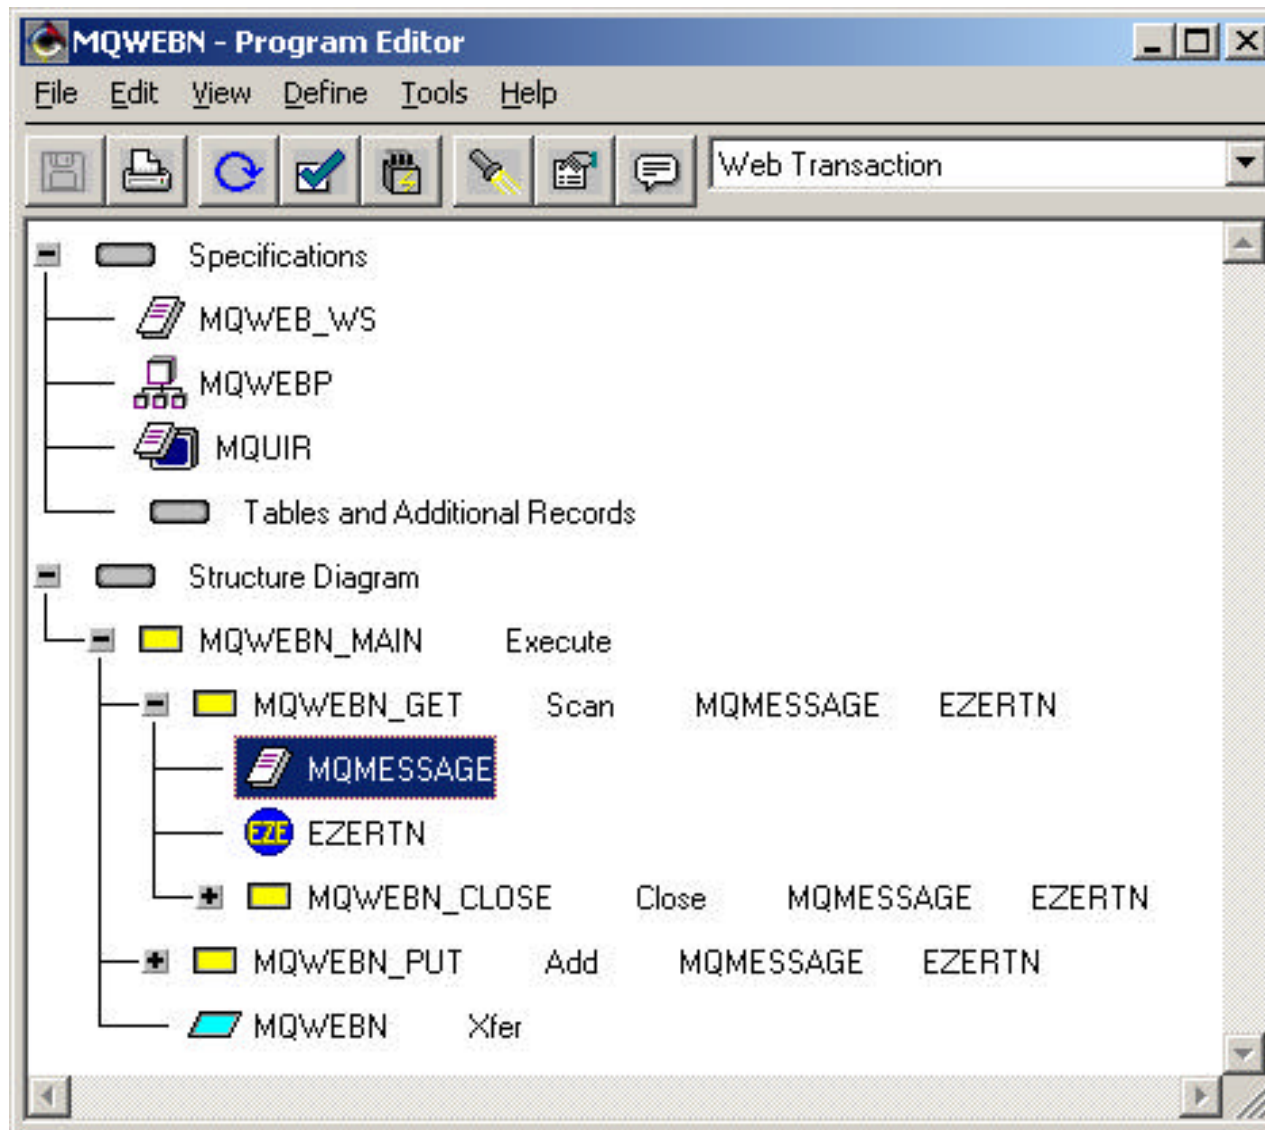 MQWEBN - Program Editor
File Edit View Define Tools Help
Web Transaction
Specifications
MQWEB_WS
MQWEBP
MQUIR
Tables and Additional Records
Structure Diagram
MQWEBN_MAIN Execute
MQWEBN_GET Scan MQMESSAGE EZERTN
MQMESSAGE
EZE EZERTN
MQWEBN_CLOSE Close MQMESSAGE EZERTN
MQWEBN_PUT Add MQMESSAGE EZERTN
MQWEBN Xfer